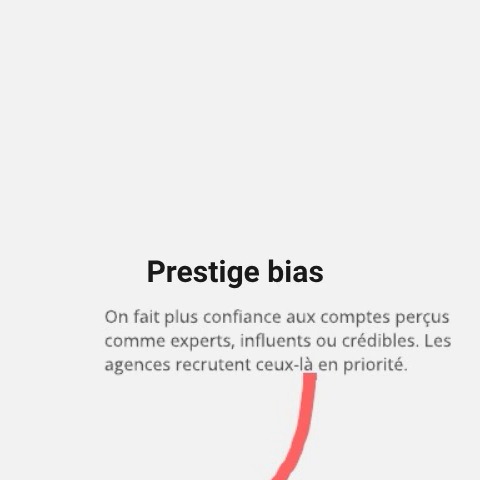 Prestige bias
On fait plus confiance aux comptes perçus
comme experts, influents ou crédibles. Les
agences recrutent ceux-là en priorité.